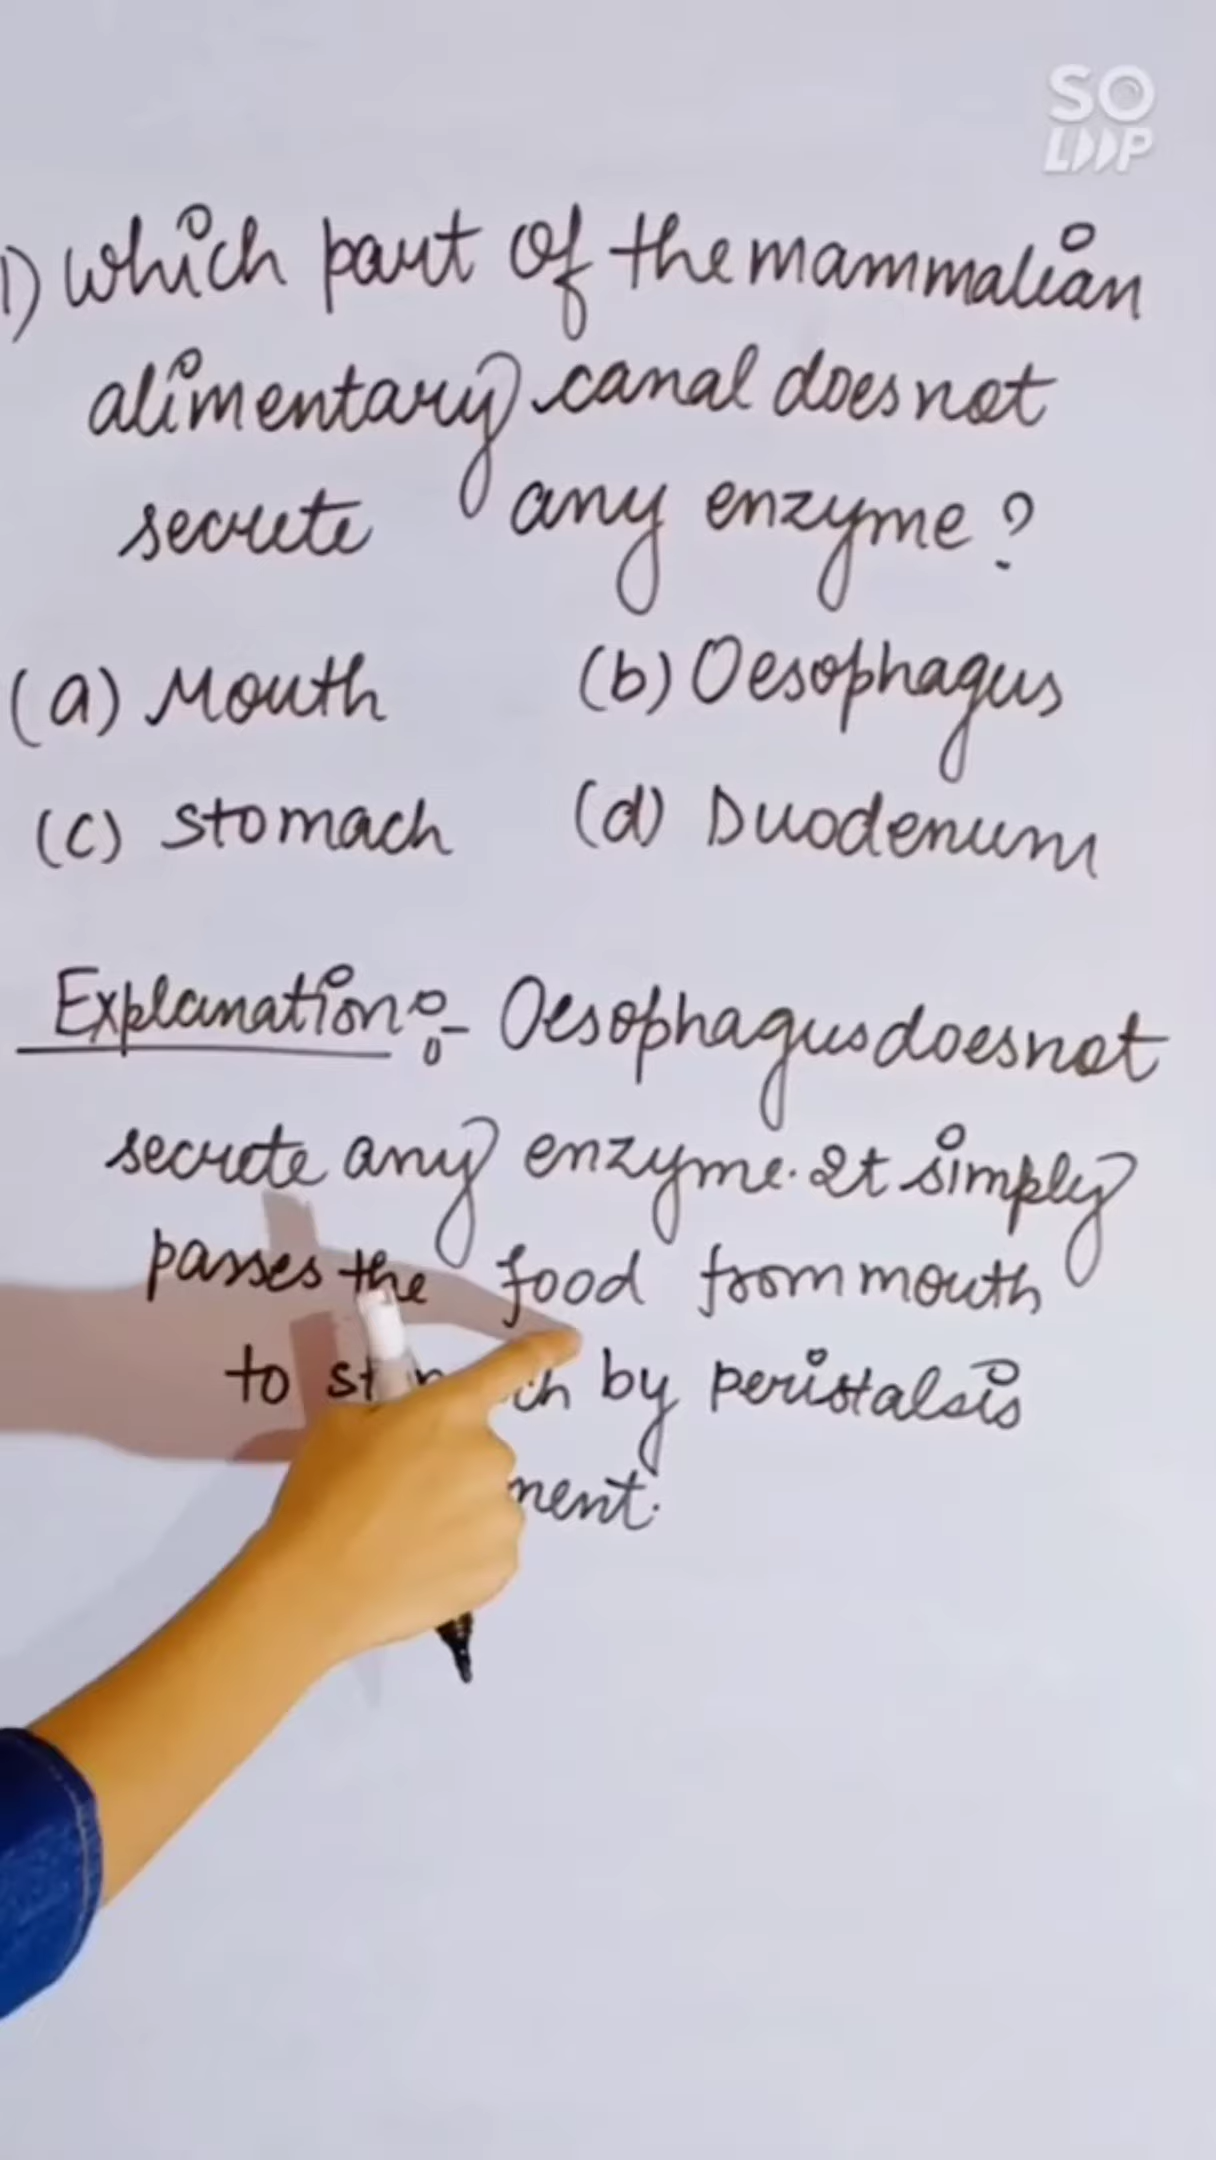 SO
LOOP
1) Which part of the mammalian
alimentary canal does not
secrete any enzyme?
(a) Mouth (b) Oesophagus
(c) Stomach (d) Duodenum
Explanation:- Oesophagus does not
secrete any enzyme. It simply
passes the food from mouth
to by peristalsis